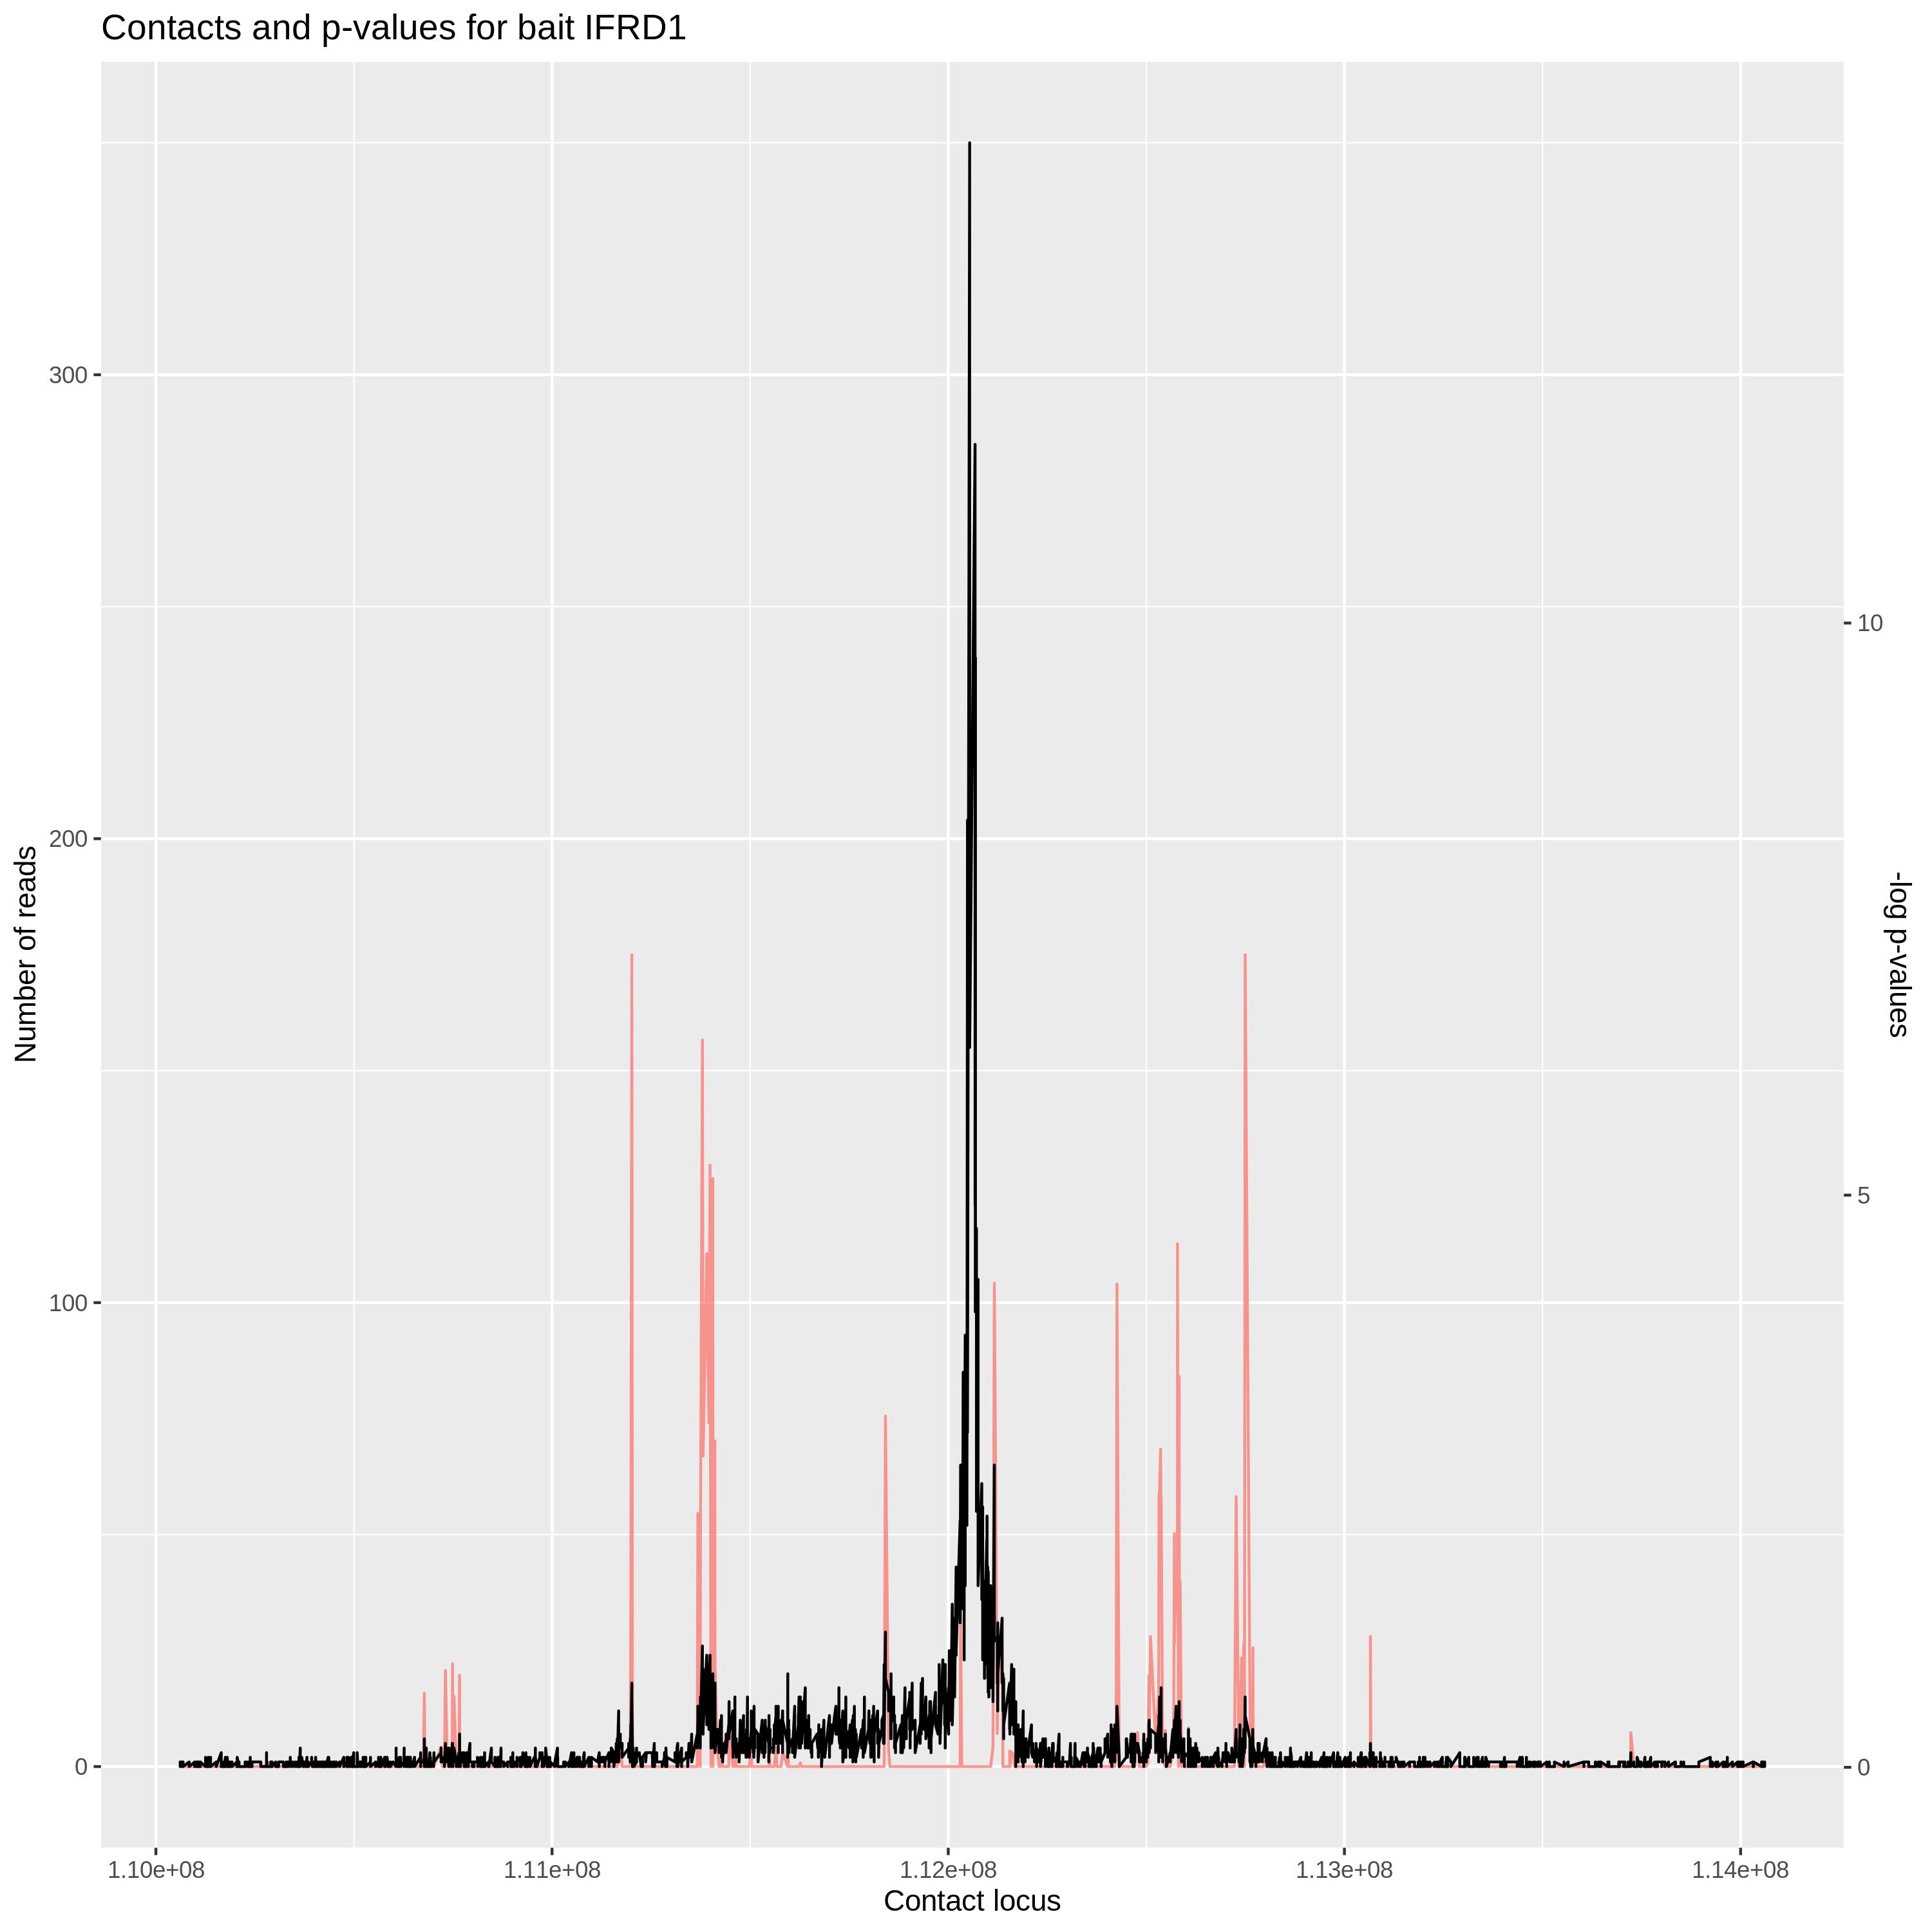 Contacts and p-values for bait IFRD1
Number of reads
300
200
100
0
-log p-values
10
5
0
1.10e+08
1.11e+08
1.12e+08
1.13e+08
1.14e+08
Contact locus